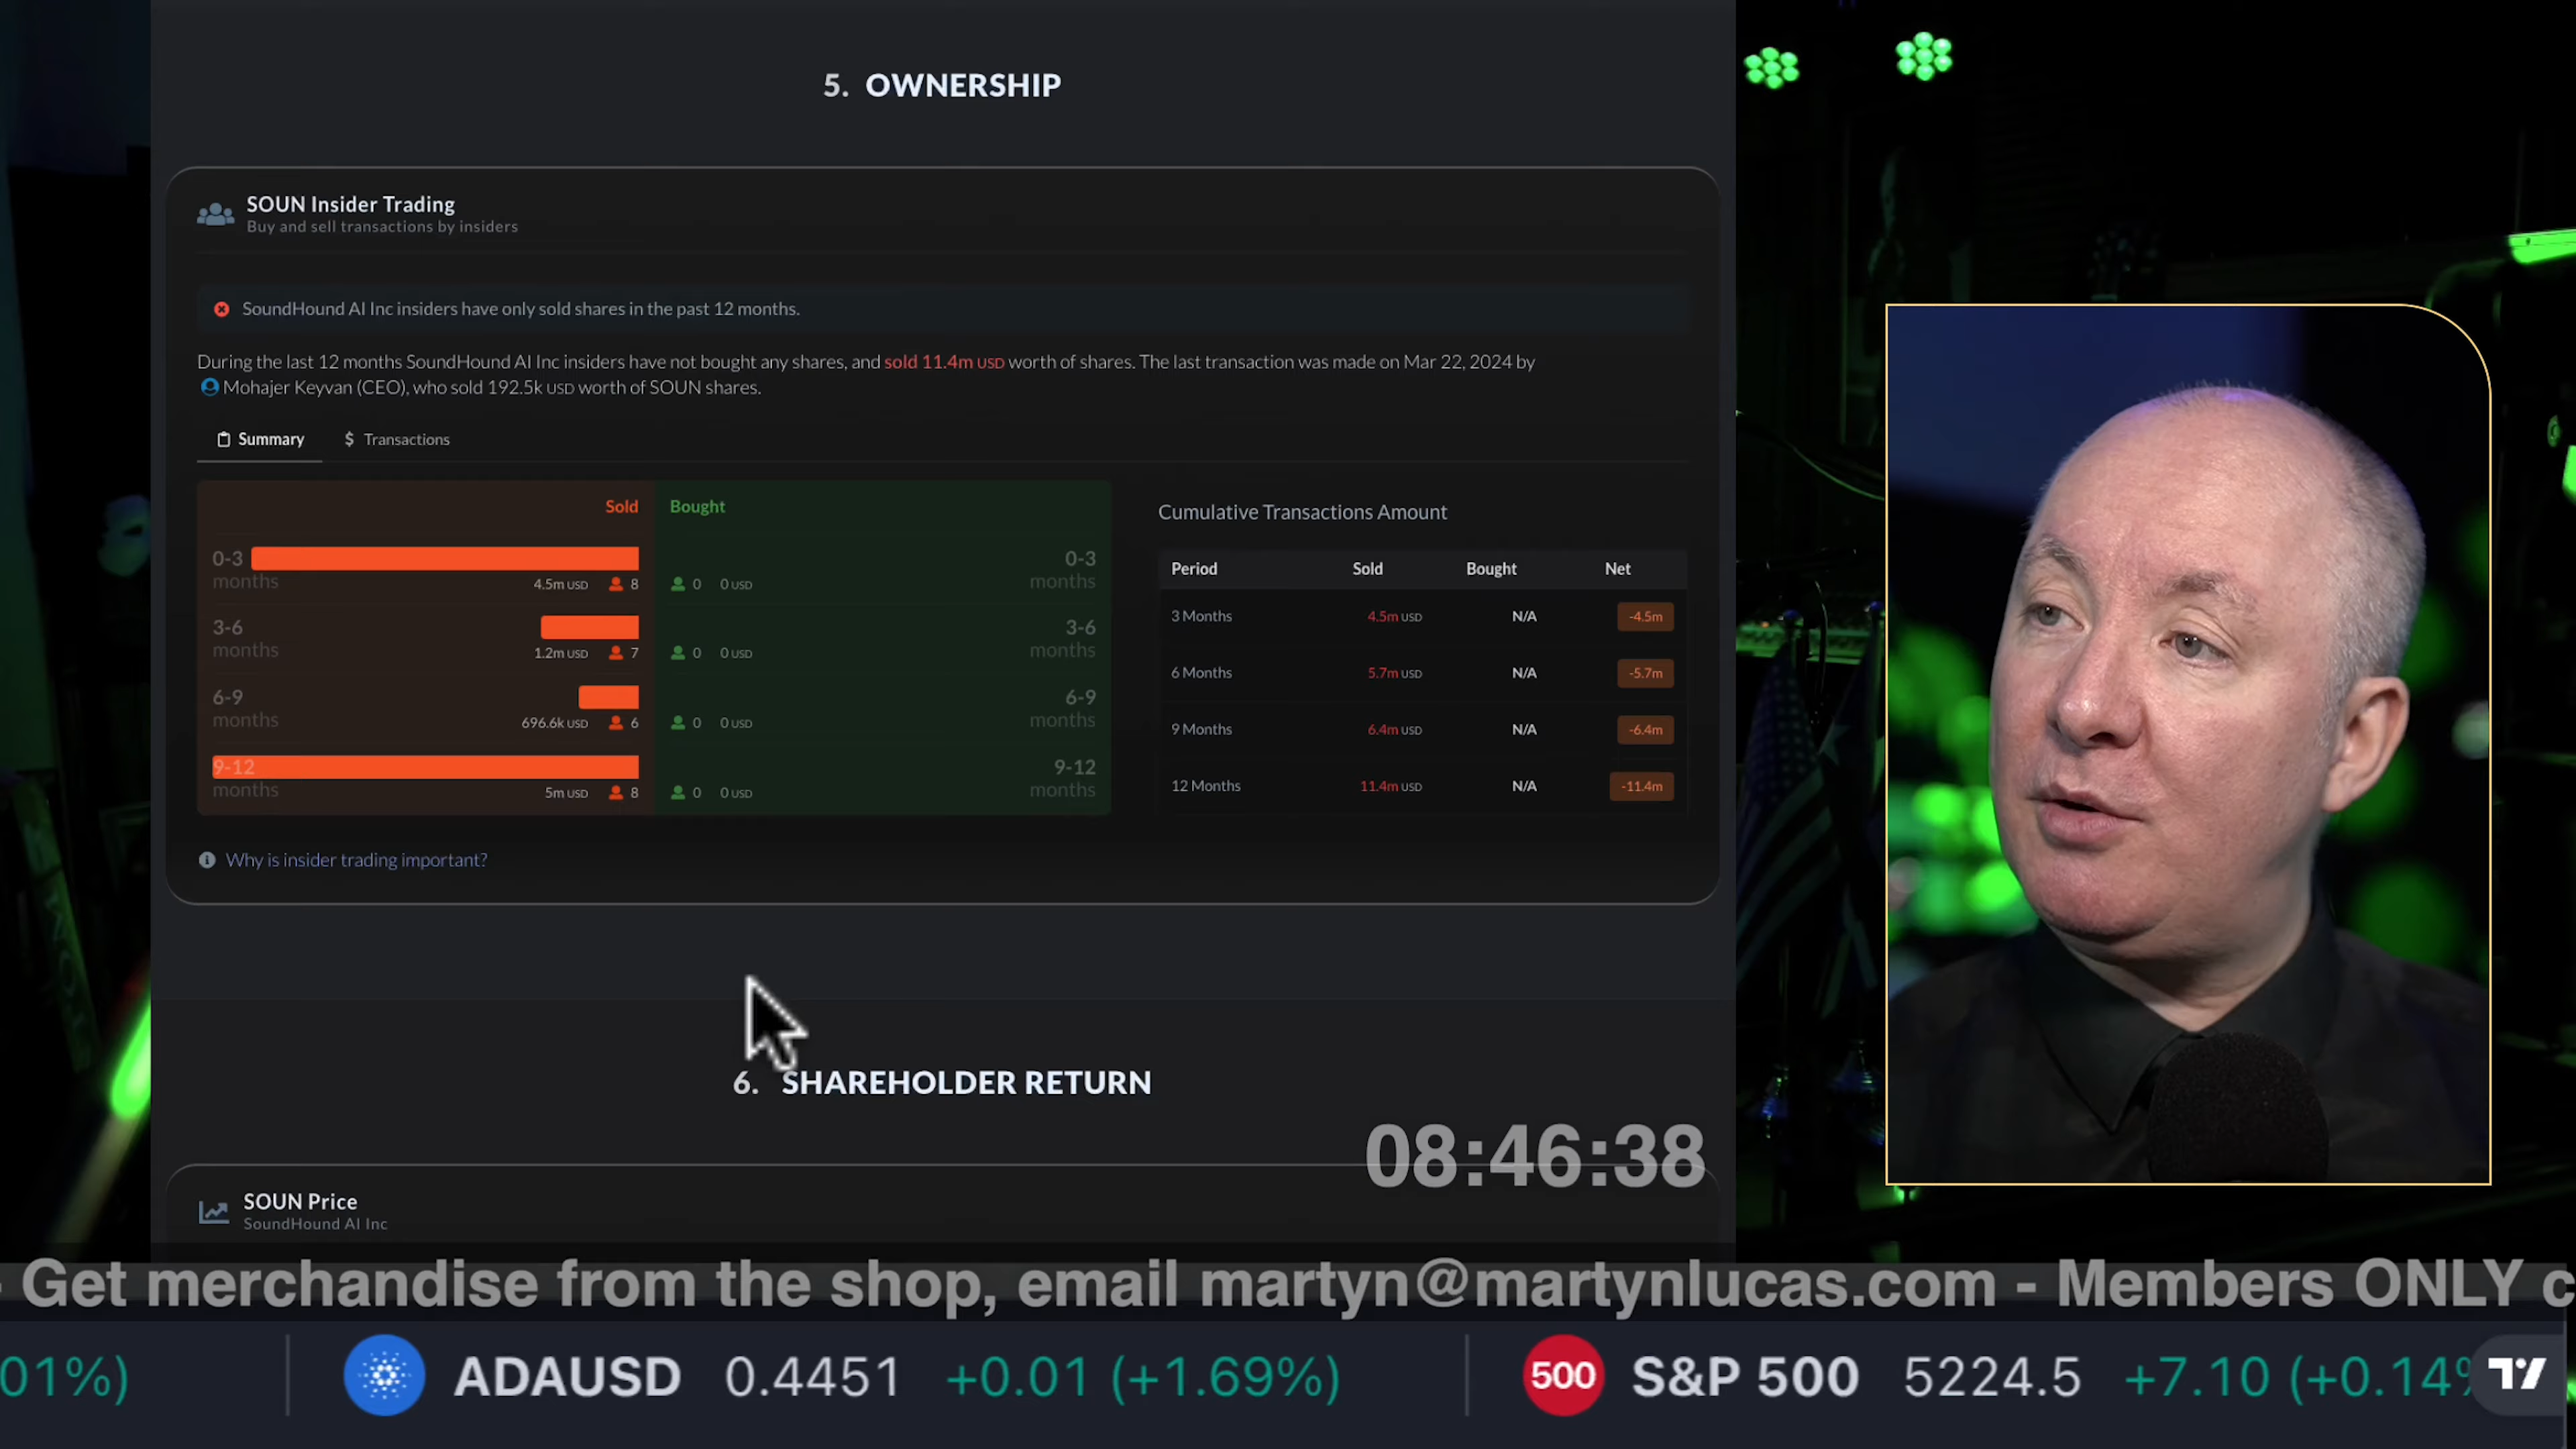 5. OWNERSHIP
SOUN Insider Trading
Buy and sell transactions by insiders
SoundHound AI Inc insiders have only sold shares in the past 12 months.
During the last 12 months SoundHound AI Inc insiders have not bought any shares, and sold 11.4m USD worth of shares. The last transaction was made on Mar 22, 2024 by
Mohajer Keyvan (CEO), who sold 192.5k USD worth of SOUN shares.
Summary $ Transactions
Sold Bought
0-3 months 4.5m USD 8 0 0 USD 0-3 months
3-6 months 1.2m USD 7 0 0 USD 3-6 months
6-9 months 696.6k USD 6 0 0 USD 6-9 months
9-12 months 5m USD 8 0 0 USD 9-12 months
Cumulative Transactions Amount
Period Sold Bought Net
3 Months 4.5m USD N/A -4.5m
6 Months 5.7m USD N/A -5.7m
9 Months 6.4m USD N/A -6.4m
12 Months 11.4m USD N/A -11.4m
Why is insider trading important?
6. SHAREHOLDER RETURN
08:46:38
SOUN Price
SoundHound AI Inc
- Get merchandise from the shop, email martyn@martynlucas.com - Members ONLY c
01%) ADAUSD 0.4451 +0.01 (+1.69%) 500 S&P 500 5224.5 +7.10 (+0.14%